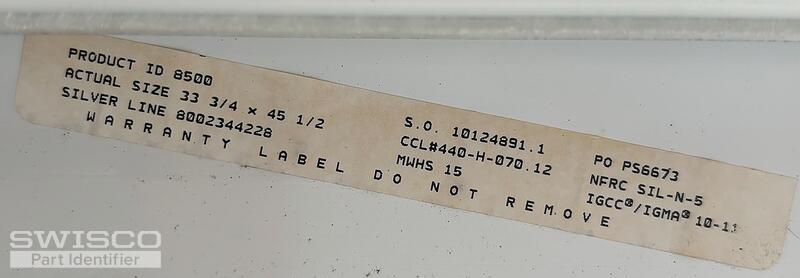 PRODUCT ID 8500
ACTUAL SIZE 33 3/4 x 45 1/2
SILVER LINE 8002344228
S.O. 10124891.1
CCL#440-H-070.12
MWHS 15
PO PS6673
NFRC SIL-N-5
IGCC®/IGMA® 10-11
WARRANTY LABEL DO NOT REMOVE
SWISCO
Part Identifier